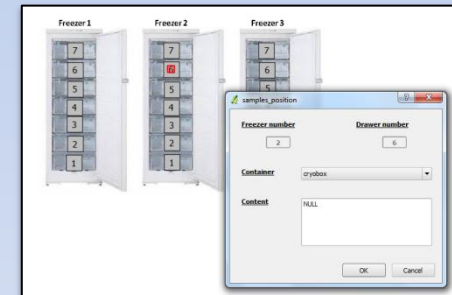 Freezer 1 Freezer 2 Freezer 3
7 7 7
6 6
5 5 5
4 4
3 3
2 2
1 1
samples_position
Freezer number Drawer number
2 6
Container cryobox
Content NULL
OK Cancel